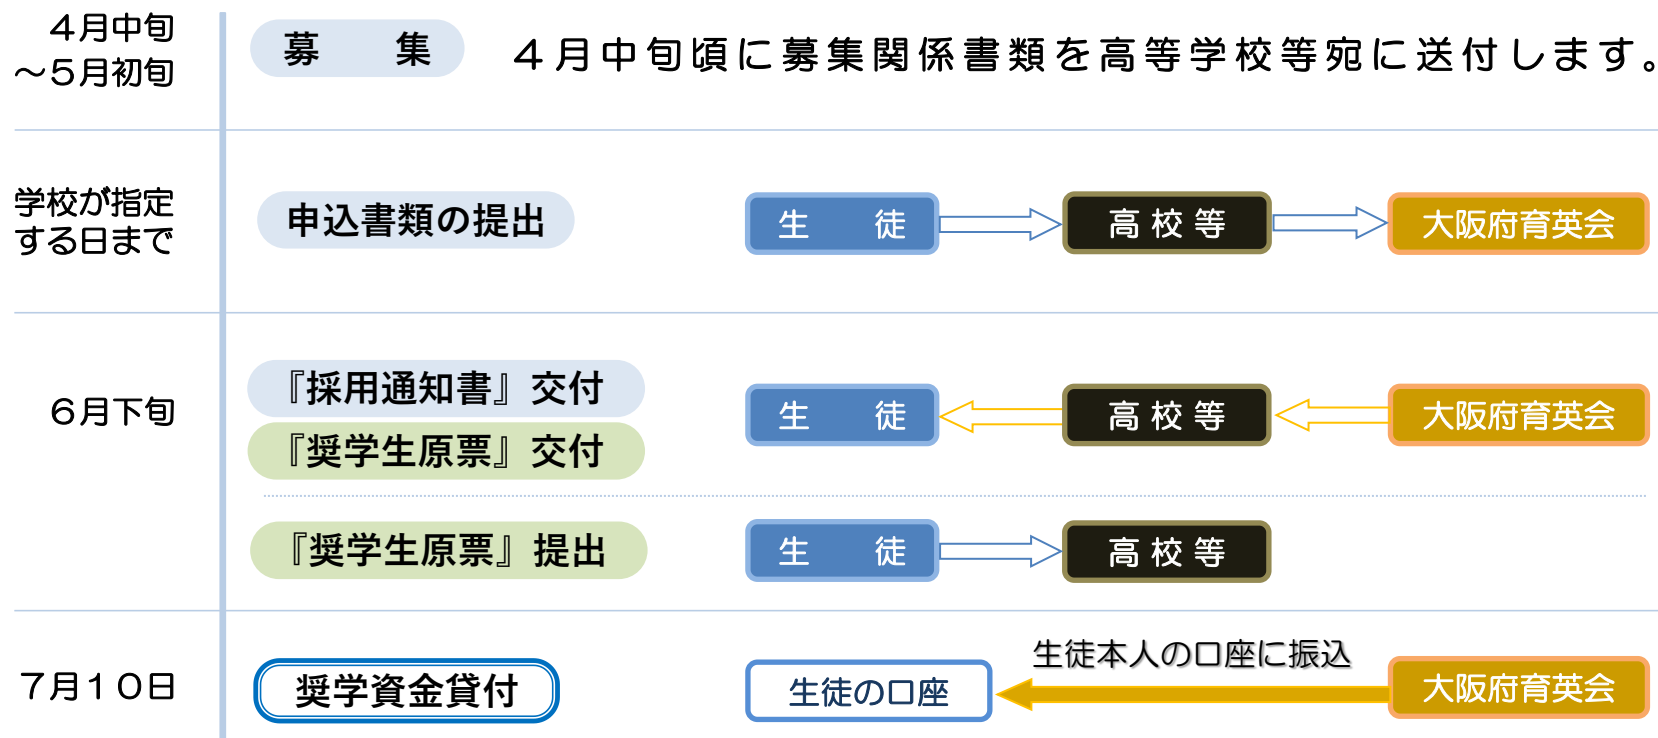 ４月中旬
～５月初旬
募　　集
４月中旬頃に募集関係書類を高等学校等宛に送付します。
学校が指定
する日まで
申込書類の提出
生　　徒
高 校 等
大阪府育英会
６月下旬
『採用通知書』交付
『奨学生原票』交付
生　　徒
高 校 等
大阪府育英会
『奨学生原票』提出
生　　徒
高 校 等
７月１０日
奨学資金貸付
生徒の口座
生徒本人の口座に振込
大阪府育英会